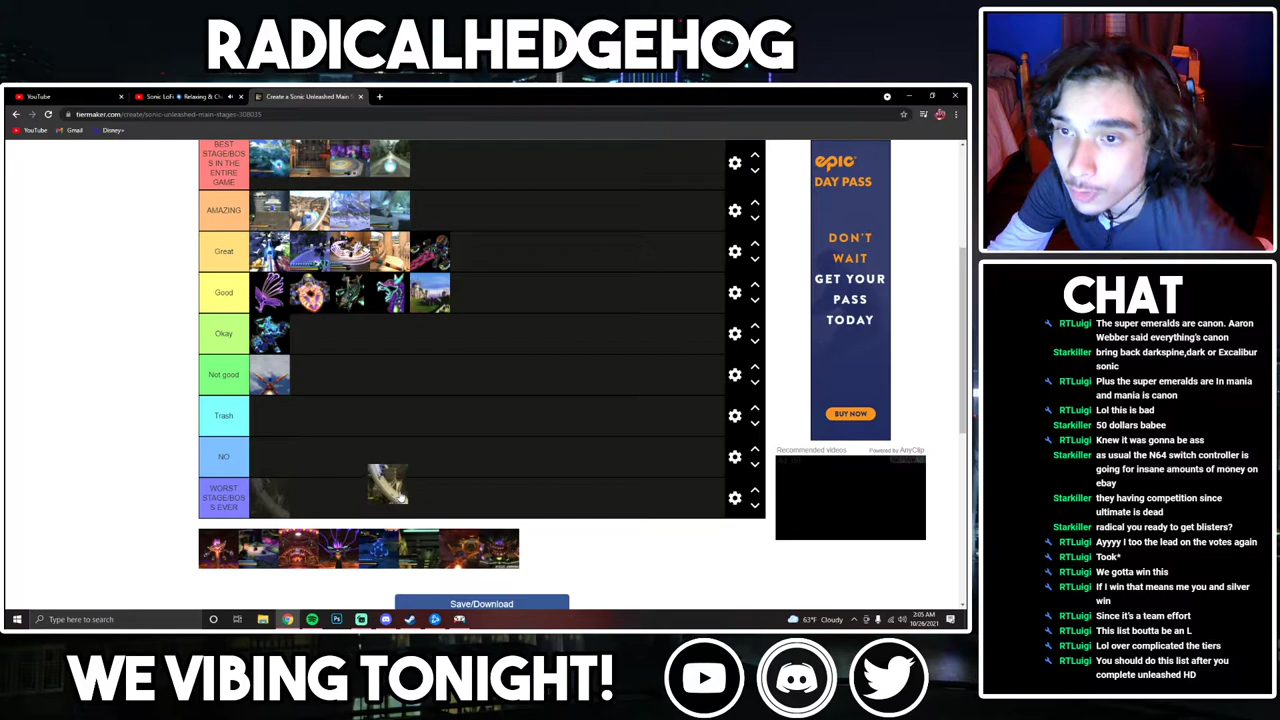 RADICALHEDGEHOG
YouTube
Sonic LoFi
Relaxing & Ch
Create a Sonic Unleashed Main S
tiermaker.com/create/sonic-unleashed-main-stages-308035
YouTube
Gmail
Disney+
BEST
STAGE/BOS
S IN THE
ENTIRE
GAME
AMAZING
Great
Good
Okay
Not good
Trash
NO
WORST
STAGE/BOS
S EVER
Save/Download
EPIC
DAY PASS
DON'T
WAIT
GET YOUR
PASS
TODAY
BUY NOW
Recommended videos
Powered by AnyClip
Type here to search
63°F Cloudy
2:05 AM
10/26/2021
CHAT
RTLuigi The super emeralds are canon. Aaron
Webber said everything's canon
Starkiller bring back darkspine,dark or Excalibur
sonic
RTLuigi Plus the super emeralds are In mania
and mania is canon
RTLuigi Lol this is bad
Starkiller 50 dollars babee
RTLuigi Knew it was gonna be ass
Starkiller as usual the N64 switch controller is
going for insane amounts of money on
ebay
Starkiller they having competition since
ultimate is dead
Starkiller radical you ready to get blisters?
RTLuigi Ayyyy I too the lead on the votes again
RTLuigi Took*
RTLuigi We gotta win this
RTLuigi If I win that means me you and silver
win
RTLuigi Since it's a team effort
RTLuigi This list boutta be an L
RTLuigi Lol over complicated the tiers
RTLuigi You should do this list after you
complete unleashed HD
WE VIBING TONIGHT!